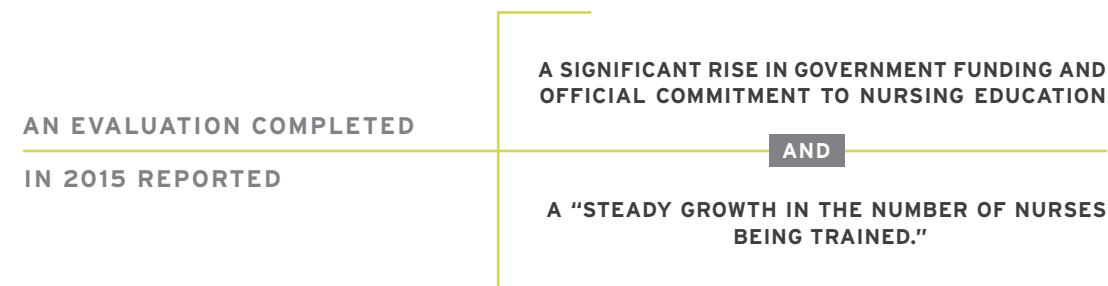 AN EVALUATION COMPLETED
IN 2015 REPORTED
A SIGNIFICANT RISE IN GOVERNMENT FUNDING AND
OFFICIAL COMMITMENT TO NURSING EDUCATION
AND
A “STEADY GROWTH IN THE NUMBER OF NURSES
BEING TRAINED.”